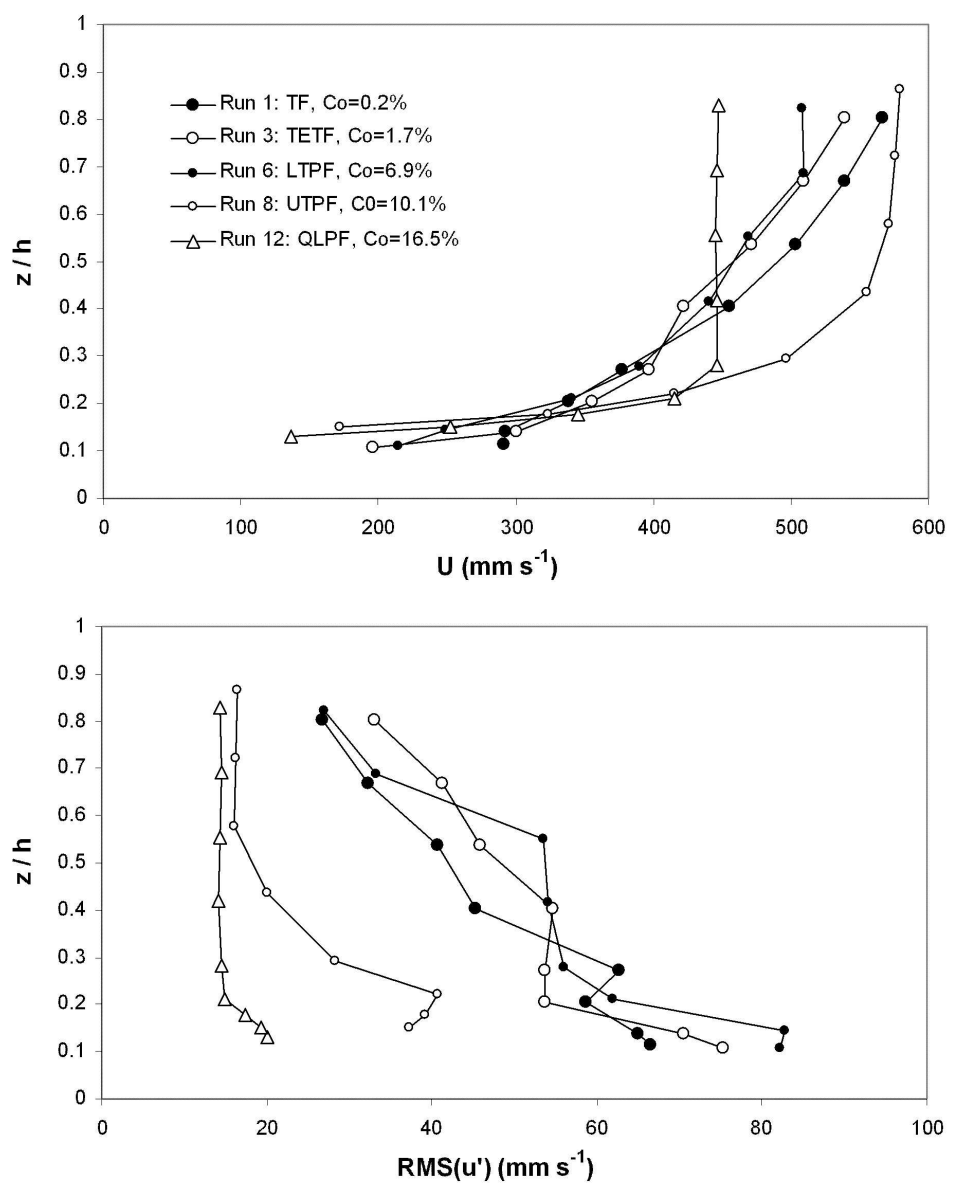 1
0.9
0.8
0.7
0.6
0.5
0.4
0.3
0.2
0.1
0
z / h
Run 1: TF, Co=0.2%
Run 3: TETF, Co=1.7%
Run 6: LTPF, Co=6.9%
Run 8: UTPF, C0=10.1%
Run 12: QLPF, Co=16.5%
0 100 200 300 400 500 600
U (mm s-1)
1
0.9
0.8
0.7
0.6
0.5
0.4
0.3
0.2
0.1
0
z / h
0 20 40 60 80 100
RMS(u') (mm s-1)